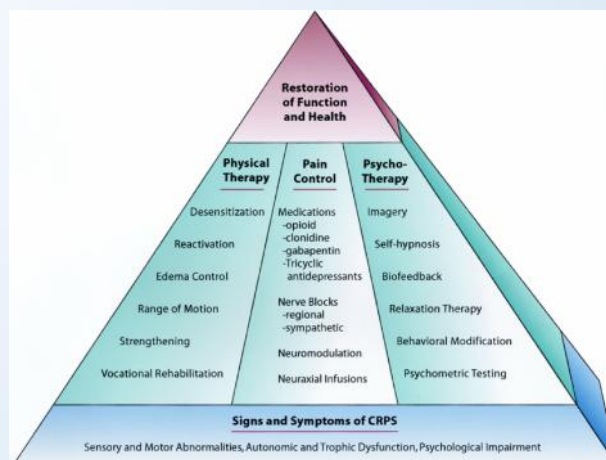 Restoration
of Function
and Health
Physical
Therapy
Desensitization
Reactivation
Edema Control
Range of Motion
Strengthening
Vocational Rehabilitation
Pain
Control
Medications
-opioid
-clonidine
-gabapentin
-Tricyclic
antidepressants
Nerve Blocks
-regional
-sympathetic
Neuromodulation
Neuraxial Infusions
Psycho-
Therapy
Imagery
Self-hypnosis
Biofeedback
Relaxation Therapy
Behavioral Modification
Psychometric Testing
Signs and Symptoms of CRPS
Sensory and Motor Abnormalities, Autonomic and Trophic Dysfunction, Psychological Impairment